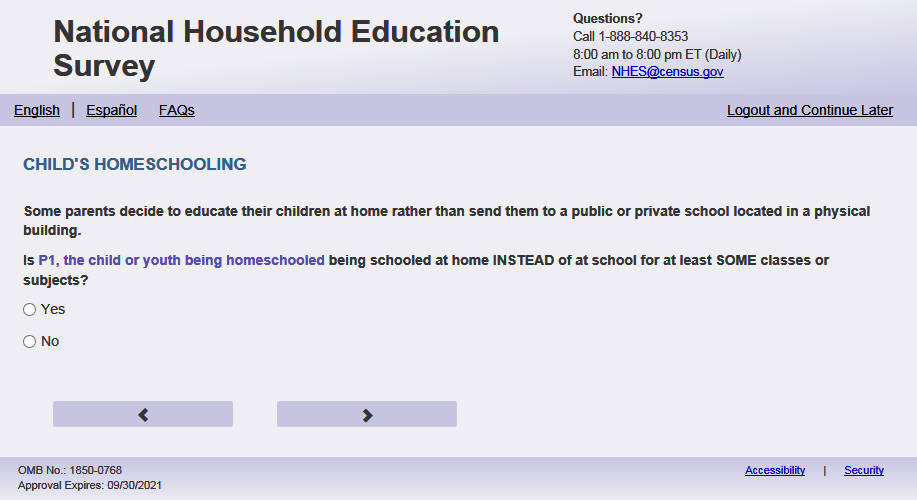 National Household Education
Survey
Questions?
Call 1-888-840-8353
8:00 am to 8:00 pm ET (Daily)
Email: NHES@census.gov
English | Español FAQs Logout and Continue Later
CHILD'S HOMESCHOOLING
Some parents decide to educate their children at home rather than send them to a public or private school located in a physical
building.
Is P1, the child or youth being homeschooled being schooled at home INSTEAD of at school for at least SOME classes or
subjects?
Yes
No
OMB No.: 1850-0768
Approval Expires: 09/30/2021
Accessibility | Security